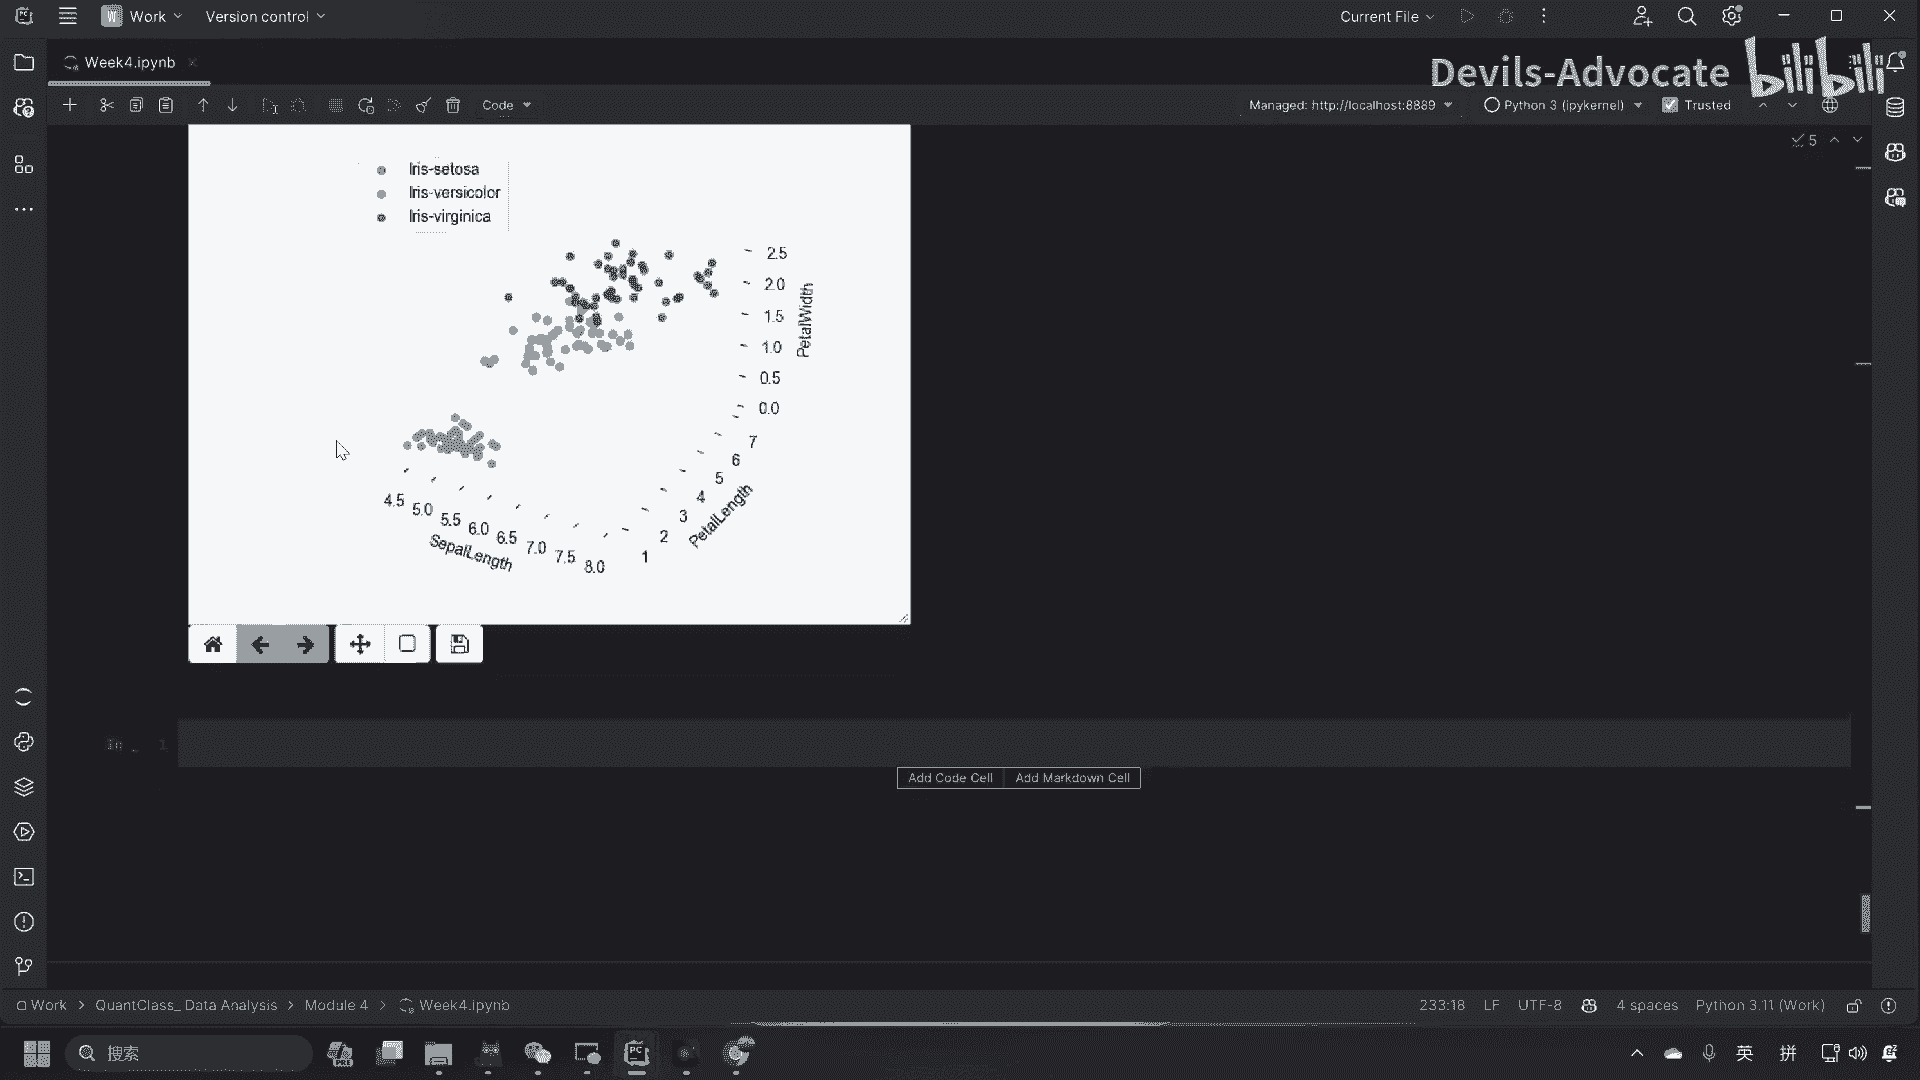 W Work Version control Current File
Week4.ipynb
Devils-Advocate bilibili
Code Managed: http://localhost:8889 Python 3 (ipykernel) Trusted
5
Iris-setosa
Iris-versicolor
Iris-virginica
2.5
2.0
1.5
1.0
0.5
0.0
PetalWidth
7
6
5
4
3
2
1
PetalLength
4.5
5.0
5.5
6.0
6.5
7.0
7.5
8.0
SepalLength
In _ 1
Add Code Cell Add Markdown Cell
Work > QuantClass_ Data Analysis > Module 4 > Week4.ipynb 233:18 LF UTF-8 4 spaces Python 3.11 (Work)
搜索 PC 英 拼